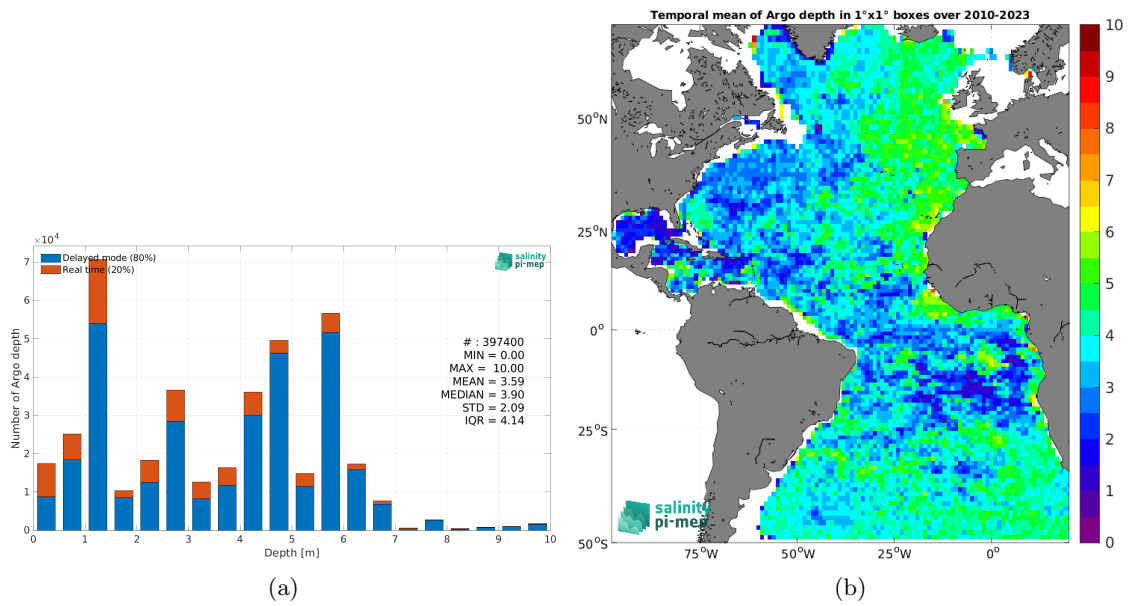 Temporal mean of Argo depth in 1°x1° boxes over 2010-2023
×10⁴
Delayed mode (80%)
Real time (20%)
salinity
pi-mep
# : 397400
MIN = 0.00
MAX = 10.00
MEAN = 3.59
MEDIAN = 3.90
STD = 2.09
IQR = 4.14
Number of Argo depth
7
6
5
4
3
2
1
0
0 1 2 3 4 5 6 7 8 9 10
Depth [m]
(a)
50°N
25°N
0°
25°S
50°S
75°W 50°W 25°W 0°
salinity
pi-mep
10
9
8
7
6
5
4
3
2
1
0
(b)